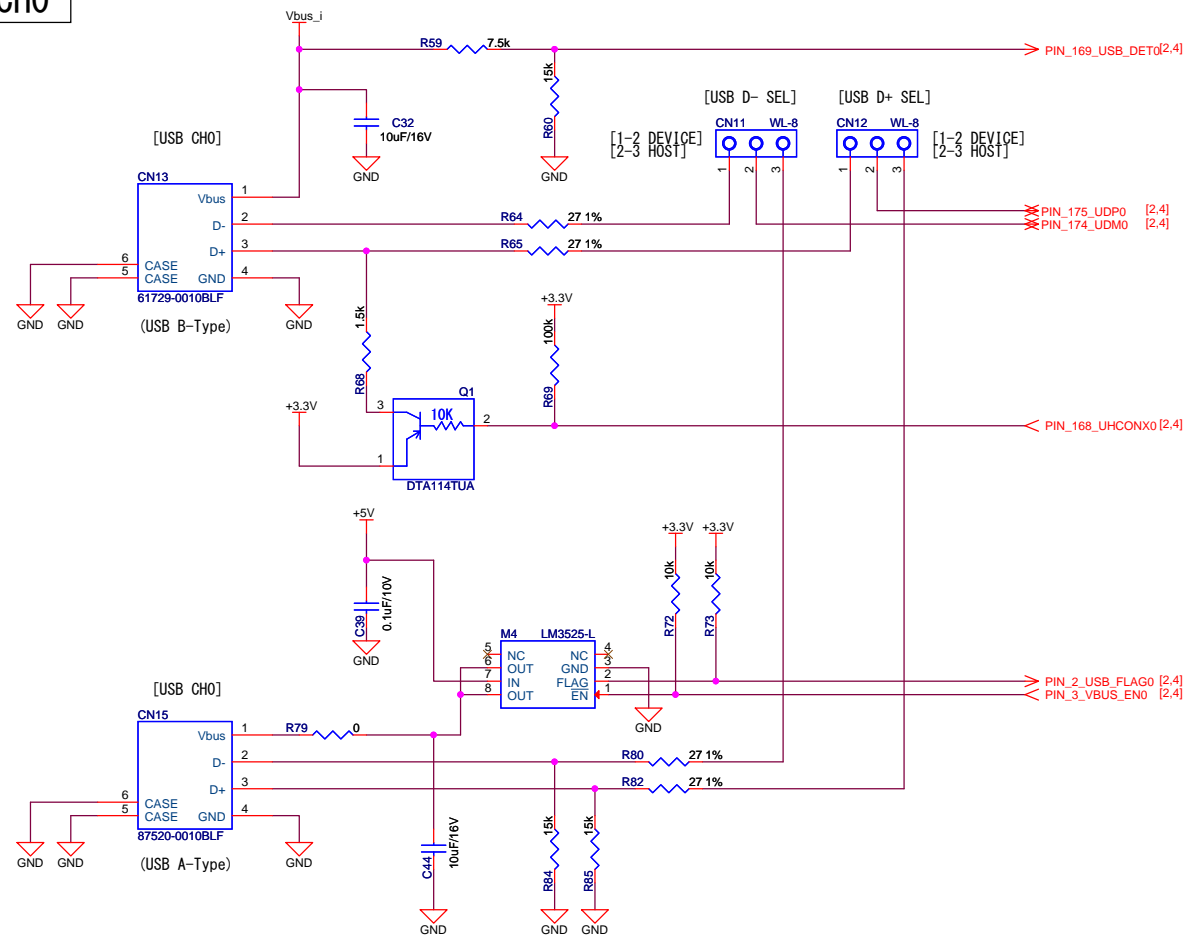 CH0
Vbus_i
R59 7.5k
PIN_169_USB_DET0 [2,4]
15k
R60
GND
C32
10uF/16V
GND
[USB D- SEL]
[USB D+ SEL]
CN11 WL-8
CN12 WL-8
[1-2 DEVICE]
[2-3 HOST]
[1-2 DEVICE]
[2-3 HOST]
1 2 3
1 2 3
[USB CH0]
CN13
Vbus 1
D- 2
D+ 3
6 CASE
5 CASE
GND 4
61729-0010BLF
(USB B-Type)
GND GND GND
R64 27 1%
R65 27 1%
PIN_175_UDP0 [2,4]
PIN_174_UDM0 [2,4]
1.5k
R68
+3.3V
100k
R69
+3.3V
Q1
3
10K
2
1
DTA114TUA
PIN_168_UHCONX0 [2,4]
+5V
C39
0.1uF/10V
GND
+3.3V +3.3V
10k
R72
10k
R73
M4 LM3525-L
5 NC
6 OUT
7 IN
8 OUT
NC 4
GND 3
FLAG 2
EN 1
GND
PIN_2_USB_FLAG0 [2,4]
PIN_3_VBUS_EN0 [2,4]
[USB CH0]
CN15
Vbus 1
D- 2
D+ 3
6 CASE
5 CASE
GND 4
87520-0010BLF
(USB A-Type)
GND GND GND
R79 0
R80 27 1%
R82 27 1%
C44
10uF/16V
GND
15k
R84
GND
15k
R85
GND